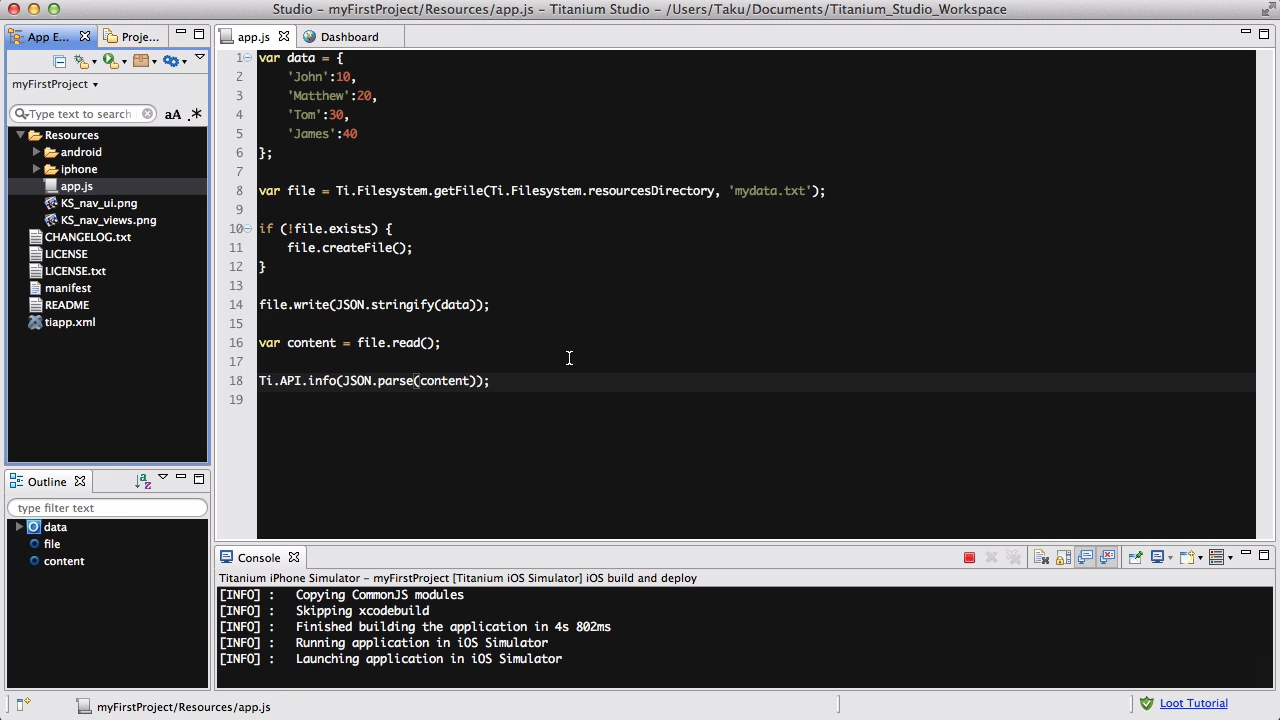 Studio - myFirstProject/Resources/app.js - Titanium Studio - /Users/Taku/Documents/Titanium_Studio_Workspace
App E...
Proje...
app.js
Dashboard
myFirstProject
Type text to search
aA .*
Resources
android
iphone
app.js
KS_nav_ui.png
KS_nav_views.png
CHANGELOG.txt
LICENSE
LICENSE.txt
manifest
README
tiapp.xml
1 var data = {
2 'John':10,
3 'Matthew':20,
4 'Tom':30,
5 'James':40
6 };
7
8 var file = Ti.Filesystem.getFile(Ti.Filesystem.resourcesDirectory, 'mydata.txt');
9
10 if (!file.exists) {
11 file.createFile();
12 }
13
14 file.write(JSON.stringify(data));
15
16 var content = file.read();
17
18 Ti.API.info(JSON.parse(content));
19
Outline
type filter text
data
file
content
Console
Titanium iPhone Simulator - myFirstProject [Titanium iOS Simulator] iOS build and deploy
[INFO] : Copying CommonJS modules
[INFO] : Skipping xcodebuild
[INFO] : Finished building the application in 4s 802ms
[INFO] : Running application in iOS Simulator
[INFO] : Launching application in iOS Simulator
myFirstProject/Resources/app.js
Loot Tutorial